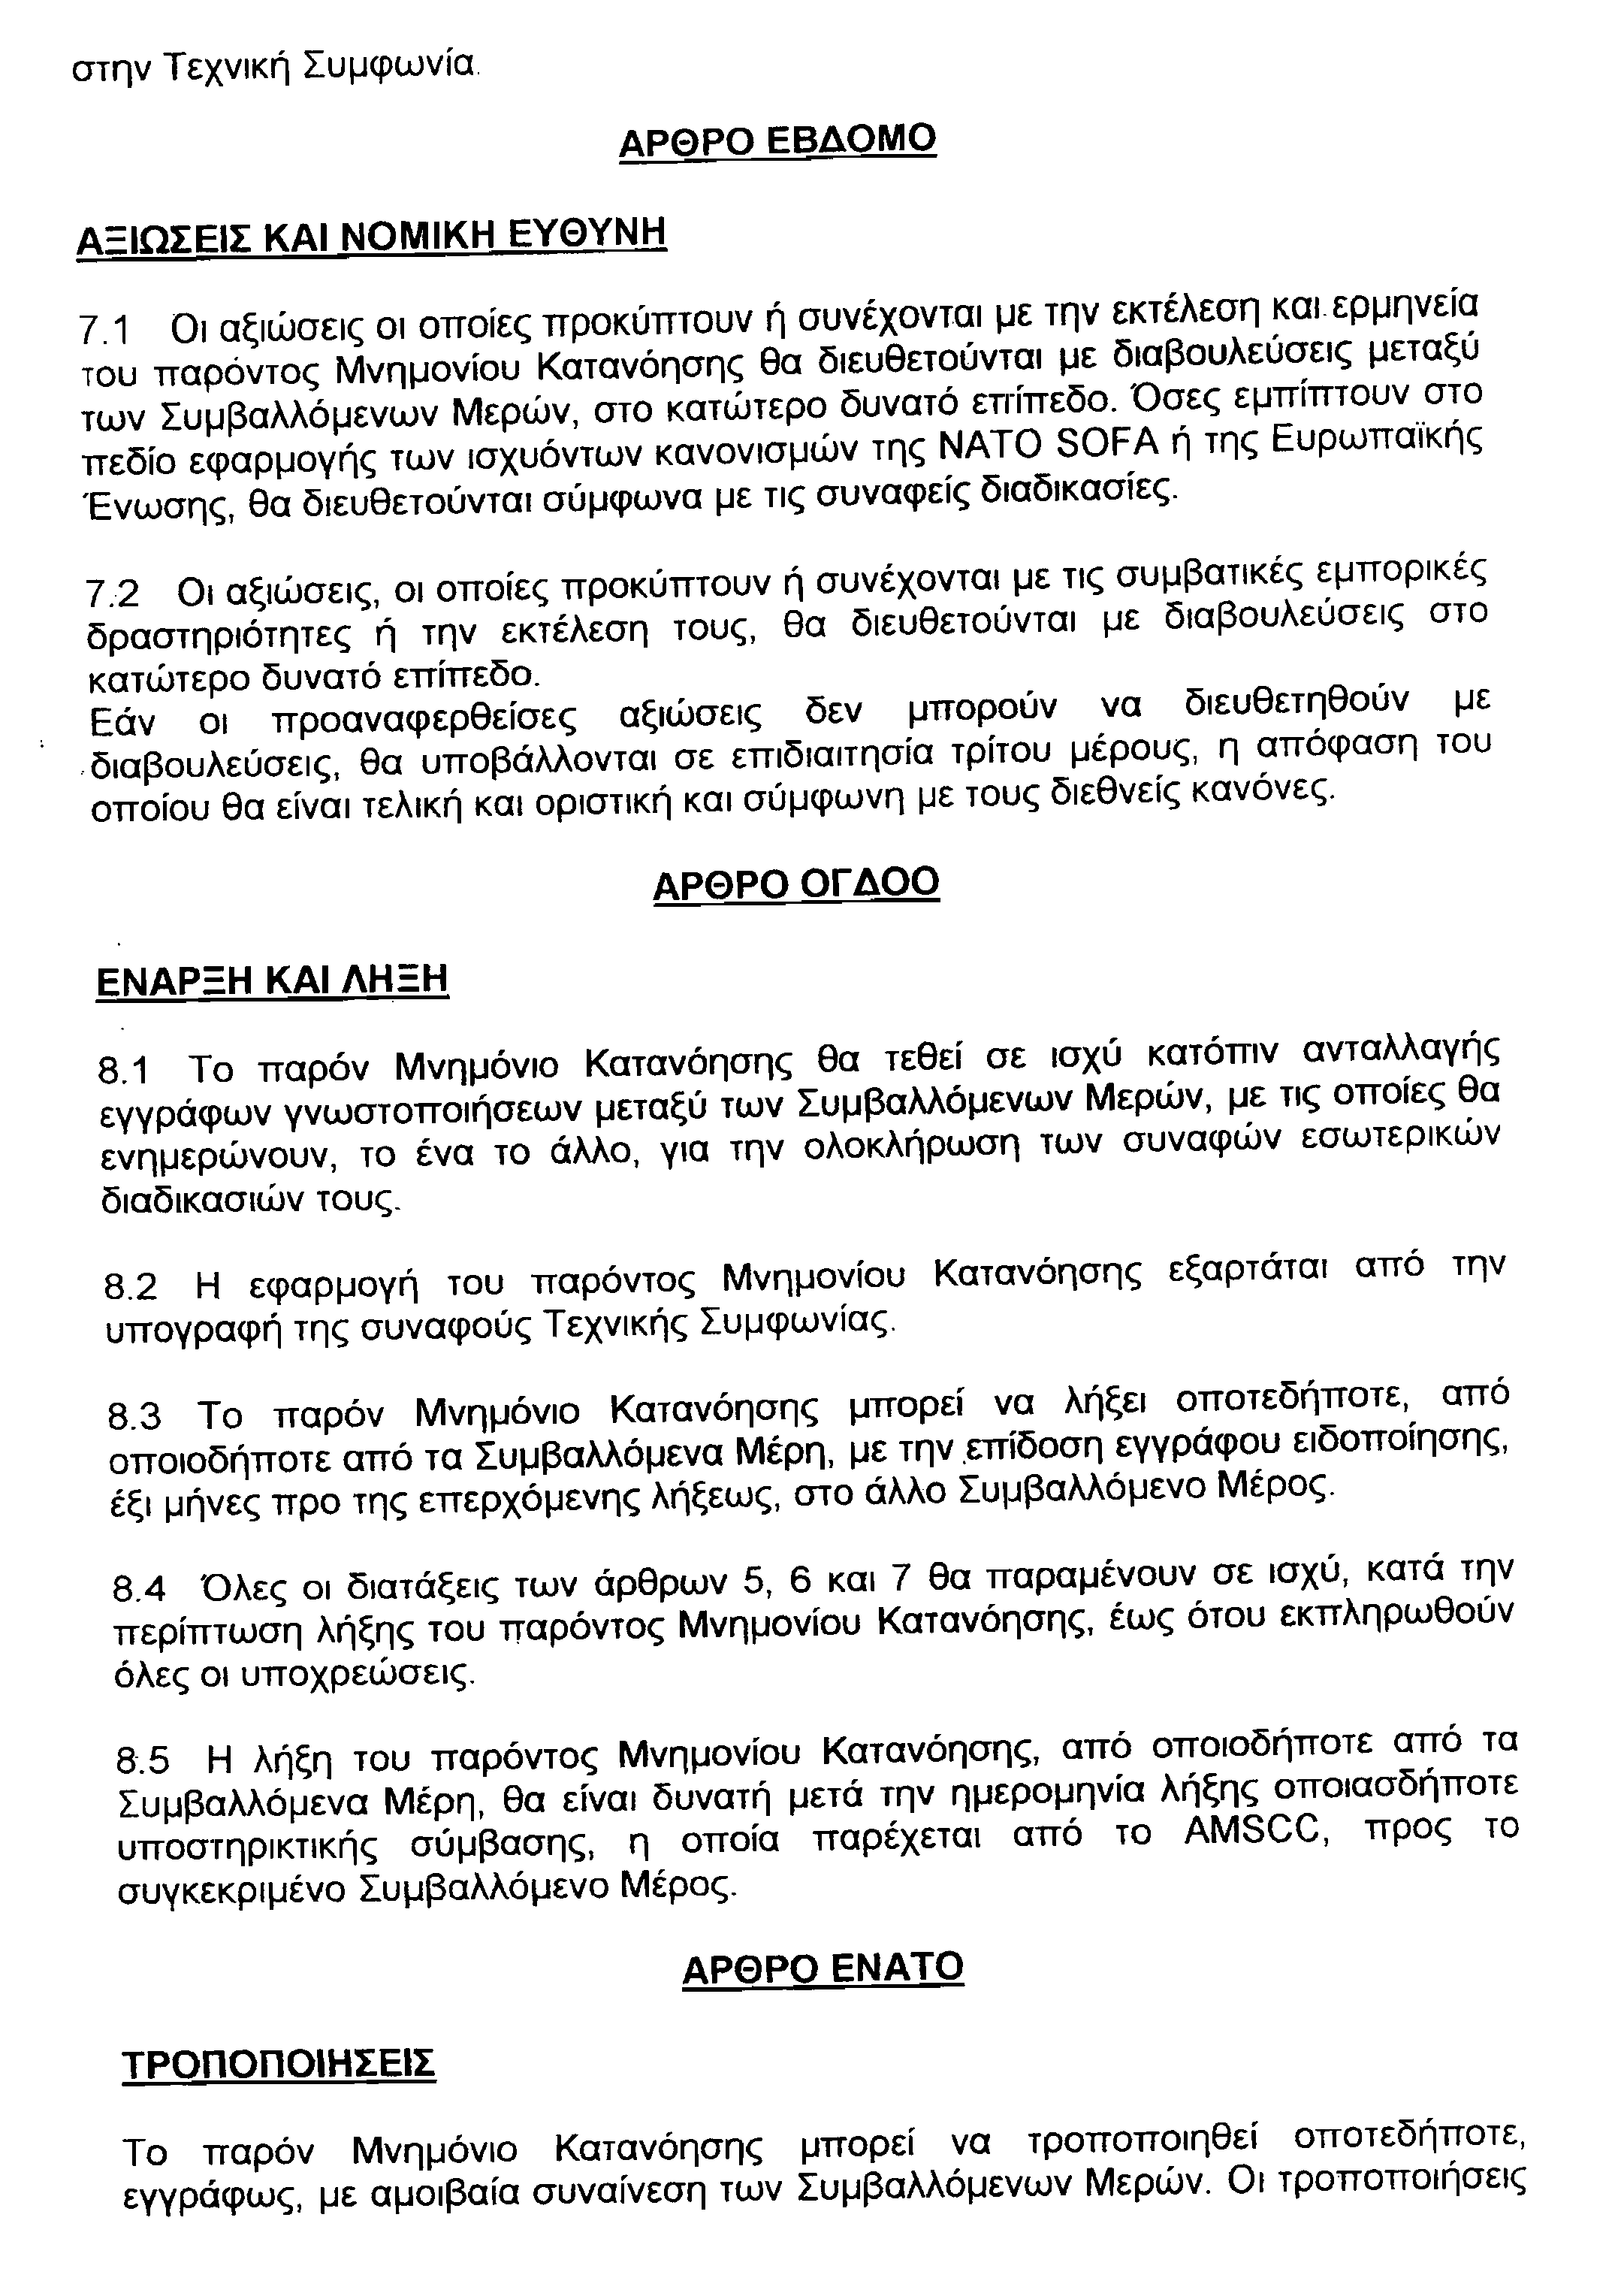 στην Τεχνική Συμφωνία.
ΑΡΘΡΟ ΕΒΔΟΜΟ
ΑΞΙΩΣΕΙΣ ΚΑΙ ΝΟΜΙΚΗ ΕΥΘΥΝΗ
7.1 Οι αξιώσεις οι οποίες προκύπτουν ή συνέχονται με την εκτέλεση και ερμηνεία
του παρόντος Μνημονίου Κατανόησης θα διευθετούνται με διαβουλεύσεις μεταξύ
των Συμβαλλόμενων Μερών, στο κατώτερο δυνατό επίπεδο. Όσες εμπίπτουν στο
πεδίο εφαρμογής των ισχυόντων κανονισμών της NATO SOFA ή της Ευρωπαϊκής
Ένωσης, θα διευθετούνται σύμφωνα με τις συναφείς διαδικασίες.
7.2 Οι αξιώσεις, οι οποίες προκύπτουν ή συνέχονται με τις συμβατικές εμπορικές
δραστηριότητες ή την εκτέλεση τους, θα διευθετούνται με διαβουλεύσεις στο
κατώτερο δυνατό επίπεδο.
Εάν οι προαναφερθείσες αξιώσεις δεν μπορούν να διευθετηθούν με
διαβουλεύσεις, θα υποβάλλονται σε επιδιαιτησία τρίτου μέρους, η απόφαση του
οποίου θα είναι τελική και οριστική και σύμφωνη με τους διεθνείς κανόνες.
ΑΡΘΡΟ ΟΓΔΟΟ
ΕΝΑΡΞΗ ΚΑΙ ΛΗΞΗ
8.1 Το παρόν Μνημόνιο Κατανόησης θα τεθεί σε ισχύ κατόπιν ανταλλαγής
εγγράφων γνωστοποιήσεων μεταξύ των Συμβαλλόμενων Μερών, με τις οποίες θα
ενημερώνουν, το ένα το άλλο, για την ολοκλήρωση των συναφών εσωτερικών
διαδικασιών τους.
8.2 Η εφαρμογή του παρόντος Μνημονίου Κατανόησης εξαρτάται από την
υπογραφή της συναφούς Τεχνικής Συμφωνίας.
8.3 Το παρόν Μνημόνιο Κατανόησης μπορεί να λήξει οποτεδήποτε, από
οποιοδήποτε από τα Συμβαλλόμενα Μέρη, με την επίδοση εγγράφου ειδοποίησης,
έξι μήνες προ της επερχόμενης λήξεως, στο άλλο Συμβαλλόμενο Μέρος.
8.4 Όλες οι διατάξεις των άρθρων 5, 6 και 7 θα παραμένουν σε ισχύ, κατά την
περίπτωση λήξης του παρόντος Μνημονίου Κατανόησης, έως ότου εκπληρωθούν
όλες οι υποχρεώσεις.
8.5 Η λήξη του παρόντος Μνημονίου Κατανόησης, από οποιοδήποτε από τα
Συμβαλλόμενα Μέρη, θα είναι δυνατή μετά την ημερομηνία λήξης οποιασδήποτε
υποστηρικτικής σύμβασης, η οποία παρέχεται από το AMSCC, προς το
συγκεκριμένο Συμβαλλόμενο Μέρος.
ΑΡΘΡΟ ΕΝΑΤΟ
ΤΡΟΠΟΠΟΙΗΣΕΙΣ
Το παρόν Μνημόνιο Κατανόησης μπορεί να τροποποιηθεί οποτεδήποτε,
εγγράφως, με αμοιβαία συναίνεση των Συμβαλλόμενων Μερών. Οι τροποποιήσεις